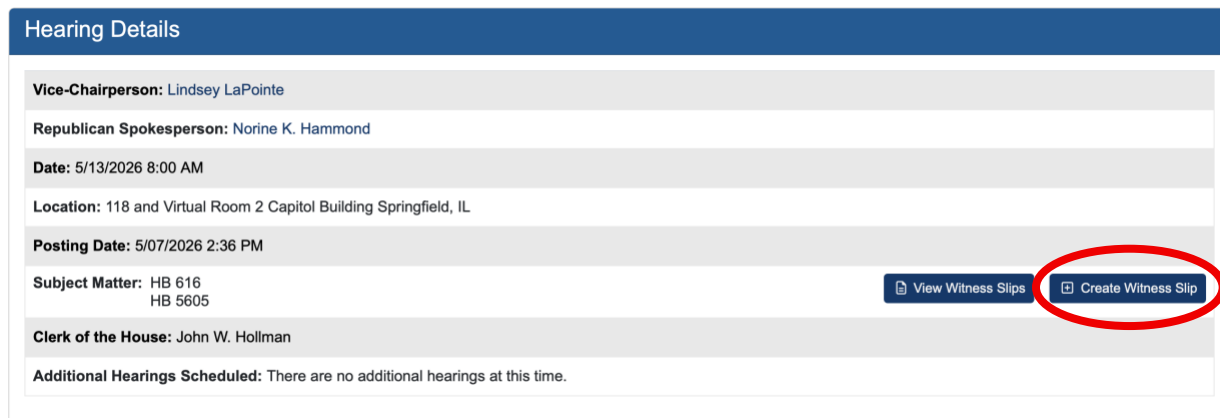 Hearing Details
Vice-Chairperson: Lindsey LaPointe
Republican Spokesperson: Norine K. Hammond
Date: 5/13/2026 8:00 AM
Location: 118 and Virtual Room 2 Capitol Building Springfield, IL
Posting Date: 5/07/2026 2:36 PM
Subject Matter: HB 616 View Witness Slips Create Witness Slip
HB 5605
Clerk of the House: John W. Hollman
Additional Hearings Scheduled: There are no additional hearings at this time.